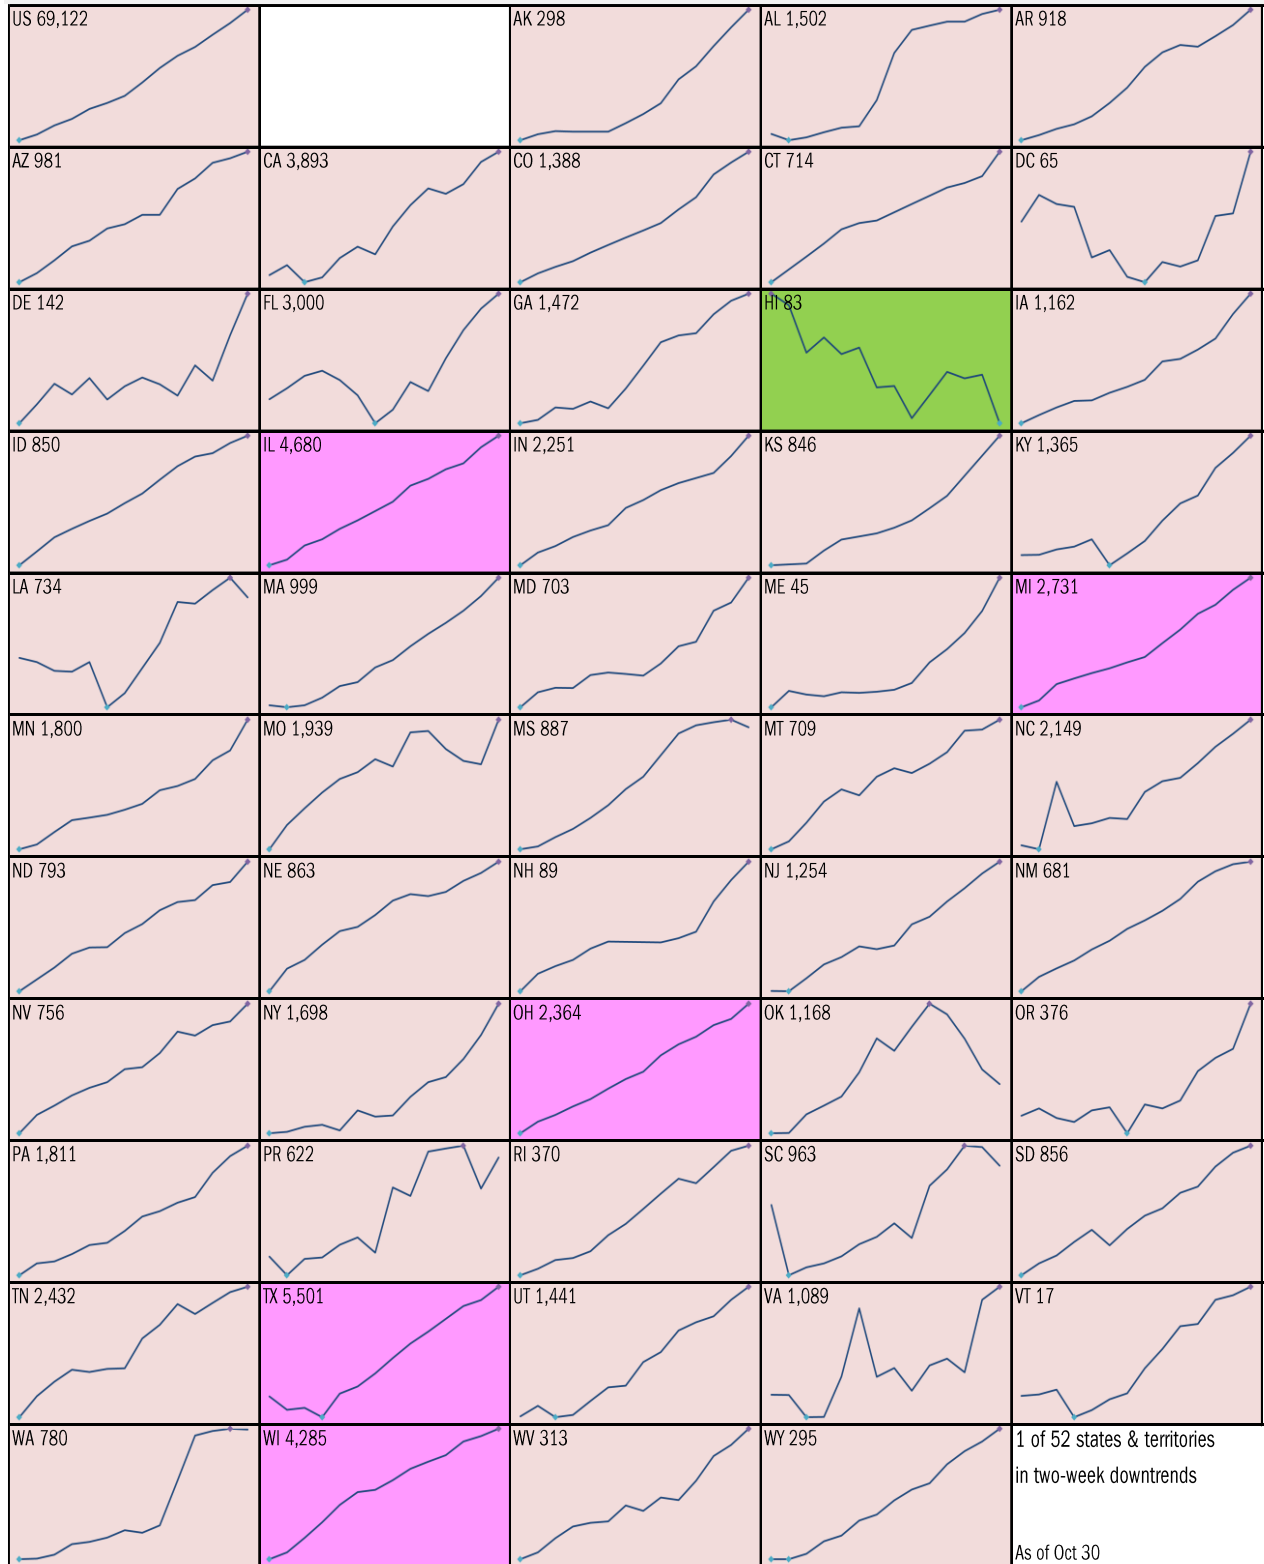 US 69,122
AK 298
AL 1,502
AR 918
AZ 981
CA 3,893
CO 1,388
CT 714
DC 65
DE 142
FL 3,000
GA 1,472
HI 83
IA 1,162
ID 850
IL 4,680
IN 2,251
KS 846
KY 1,365
LA 734
MA 999
MD 703
ME 45
MI 2,731
MN 1,800
MO 1,939
MS 887
MT 709
NC 2,149
ND 793
NE 863
NH 89
NJ 1,254
NM 681
NV 756
NY 1,698
OH 2,364
OK 1,168
OR 376
PA 1,811
PR 622
RI 370
SC 963
SD 856
TN 2,432
TX 5,501
UT 1,441
VA 1,089
VT 17
WA 780
WI 4,285
WV 313
WY 295
1 of 52 states & territories
in two-week downtrends
As of Oct 30